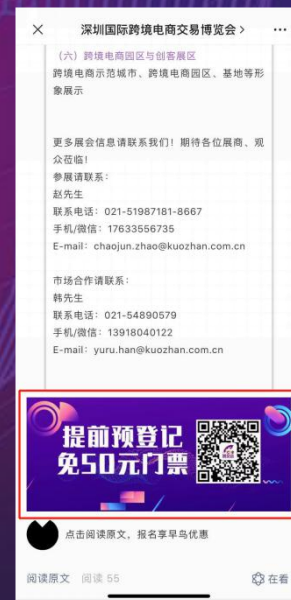 深圳国际跨境电商交易博览会 >
（六）跨境电商园区与创客展区
跨境电商示范城市、跨境电商园区、基地等形
象展示
更多展会信息请联系我们！期待各位展商、观
众莅临！
参展请联系：
赵先生
联系电话：021-51987181-8667
手机/微信：17633556735
E-mail：chaojun.zhao@kuozhan.com.cn
市场合作请联系：
韩先生
联系电话：021-54890579
手机/微信：13918040122
E-mail：yuru.han@kuozhan.com.cn
提前预登记
免50元门票
点击阅读原文，报名享早鸟优惠
阅读原文 阅读 55 在看